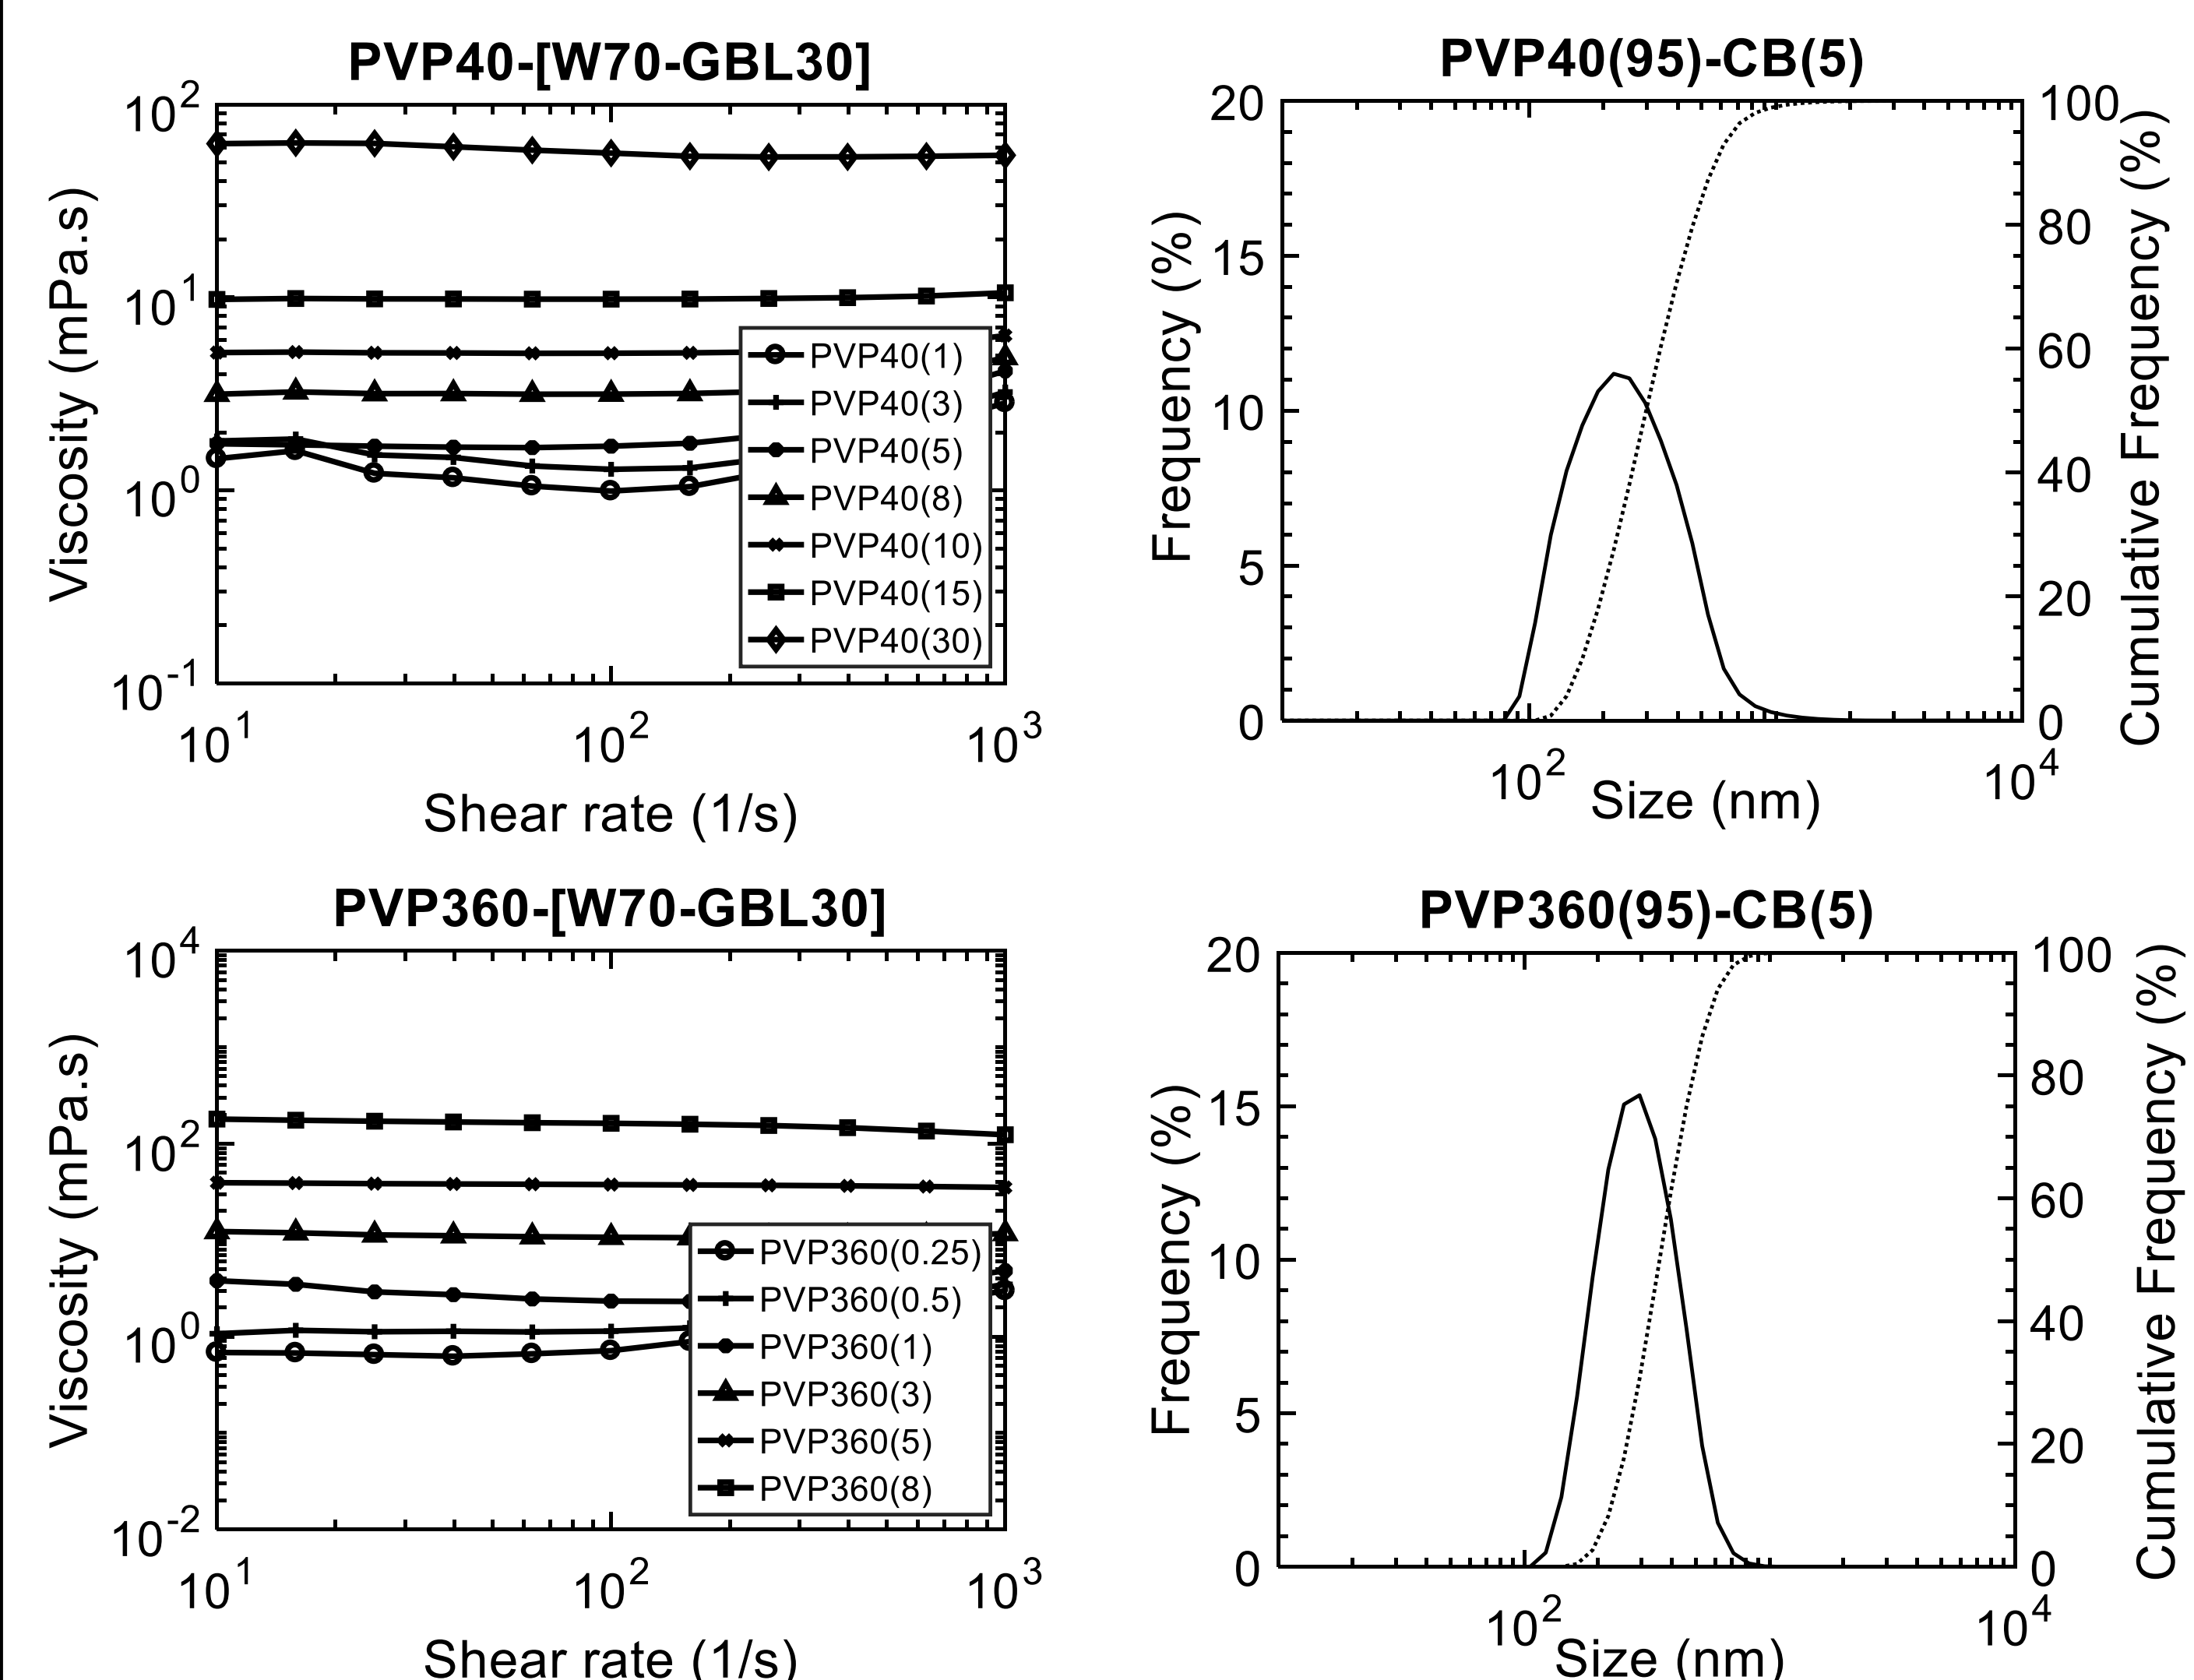 PVP40-[W70-GBL30]
10^2
10^1
10^0
10^-1
Viscosity (mPa.s)
PVP40(1)
PVP40(3)
PVP40(5)
PVP40(8)
PVP40(10)
PVP40(15)
PVP40(30)
10^1 10^2 10^3
Shear rate (1/s)
PVP40(95)-CB(5)
20
15
10
5
0
Frequency (%)
100
80
60
40
20
0
Cumulative Frequency (%)
10^2 10^4
Size (nm)
PVP360-[W70-GBL30]
10^4
10^2
10^0
10^-2
Viscosity (mPa.s)
PVP360(0.25)
PVP360(0.5)
PVP360(1)
PVP360(3)
PVP360(5)
PVP360(8)
10^1 10^2 10^3
Shear rate (1/s)
PVP360(95)-CB(5)
20
15
10
5
0
Frequency (%)
100
80
60
40
20
0
Cumulative Frequency (%)
10^2 10^4
Size (nm)